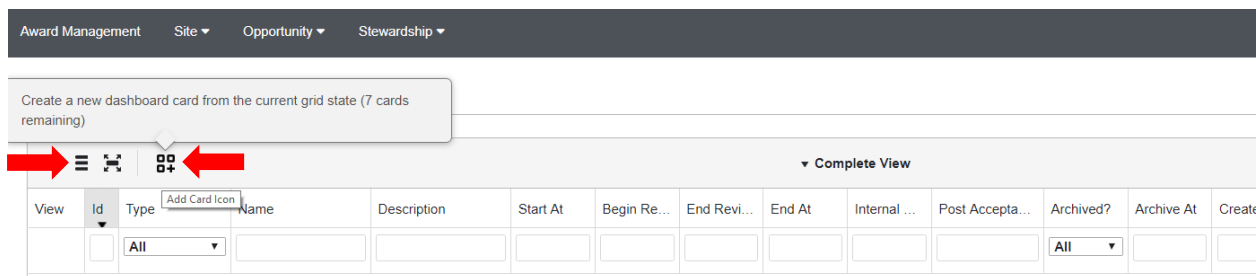 Award Management Site ▾ Opportunity ▾ Stewardship ▾
Create a new dashboard card from the current grid state (7 cards
remaining)
▾ Complete View
Add Card Icon
View Id Type Name Description Start At Begin Re... End Revi... End At Internal ... Post Accepta... Archived? Archive At Create
All ▾ All ▾